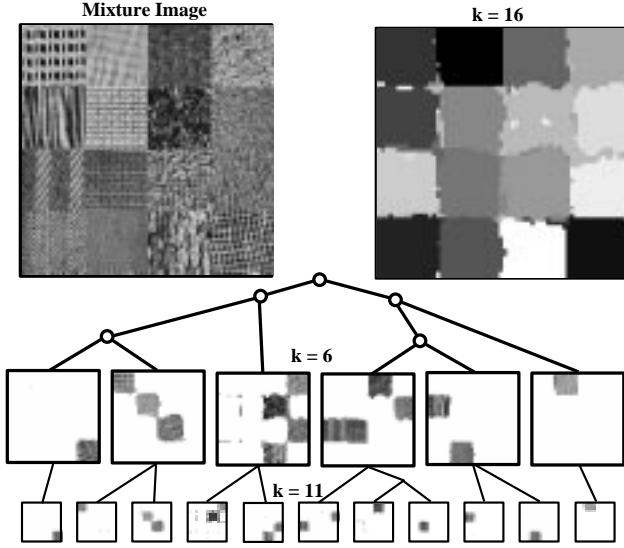 Mixture Image
k = 16
k = 6
k = 11